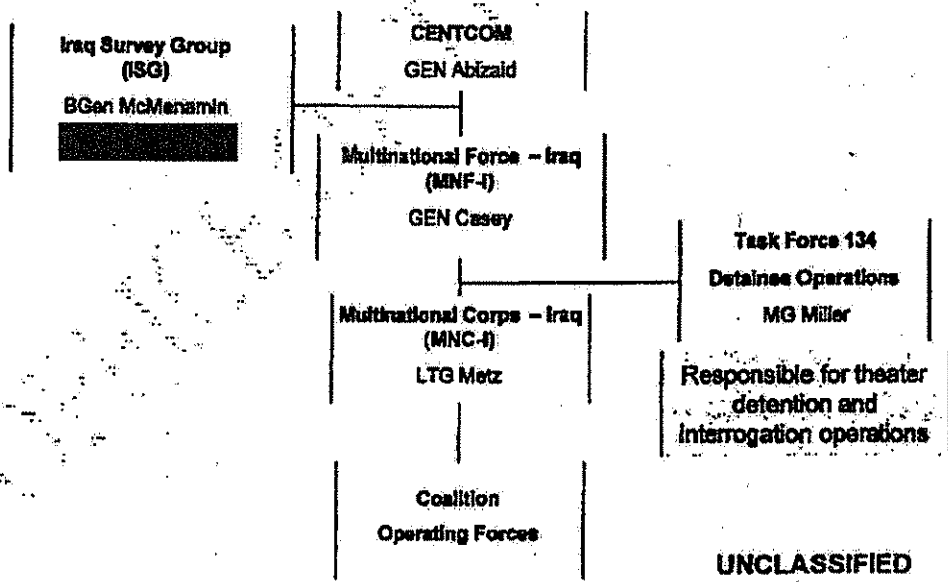 Iraq Survey Group
(ISG)
BGen McMenamin
CENTCOM
GEN Abizaid
Multinational Force – Iraq
(MNF-I)
GEN Casey
Task Force 134
Detainee Operations
MG Miller
Responsible for theater
detention and
interrogation operations
Multinational Corps – Iraq
(MNC-I)
LTG Metz
Coalition
Operating Forces
UNCLASSIFIED